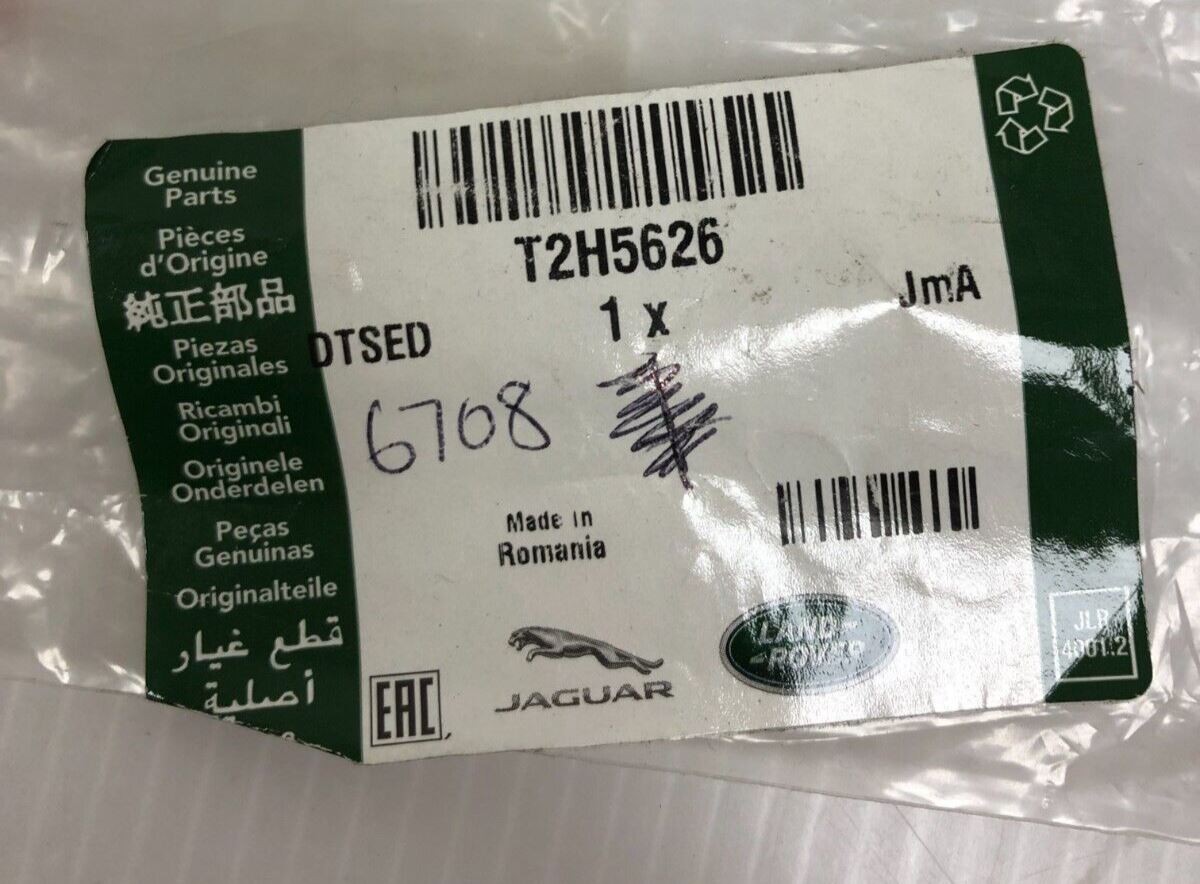 Genuine
Parts
Pièces
d'Origine
純正部品
Piezas
Originales
Ricambi
Originali
Originele
Onderdelen
Peças
Genuinas
Originalteile
قطع غيار
أصلية
T2H5626
1 x
JmA
DTSED
6708
Made in
Romania
EAC
JAGUAR
LAND-
-ROVER
JLR
4001.2